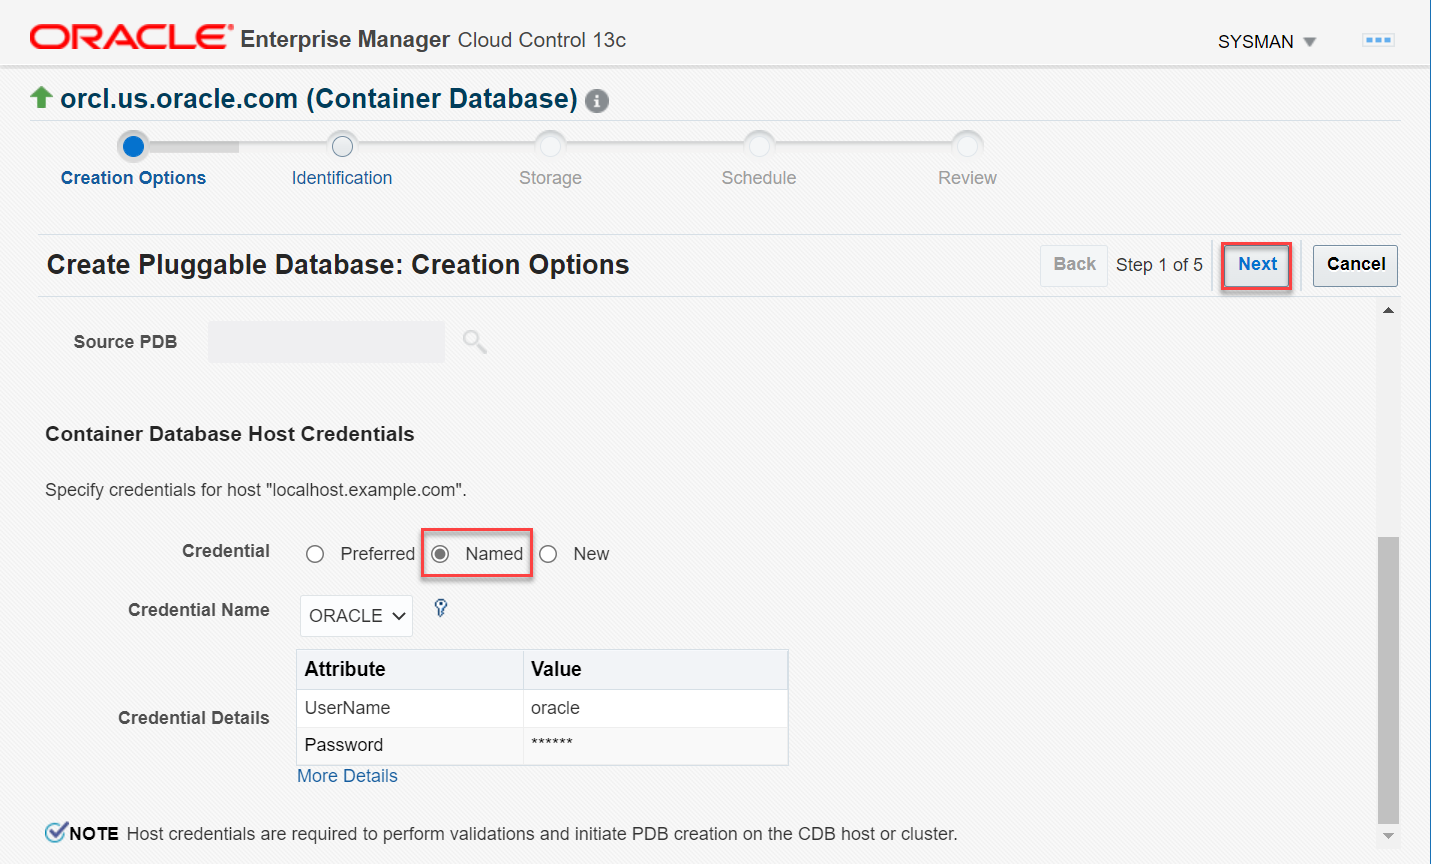 ORACLE Enterprise Manager Cloud Control 13c
SYSMAN
orcl.us.oracle.com (Container Database)
Creation Options
Identification
Storage
Schedule
Review
Create Pluggable Database: Creation Options
Back Step 1 of 5 Next Cancel
Source PDB
Container Database Host Credentials
Specify credentials for host "localhost.example.com".
Credential Preferred Named New
Credential Name ORACLE
Attribute Value
UserName oracle
Credential Details
Password ******
More Details
NOTE Host credentials are required to perform validations and initiate PDB creation on the CDB host or cluster.